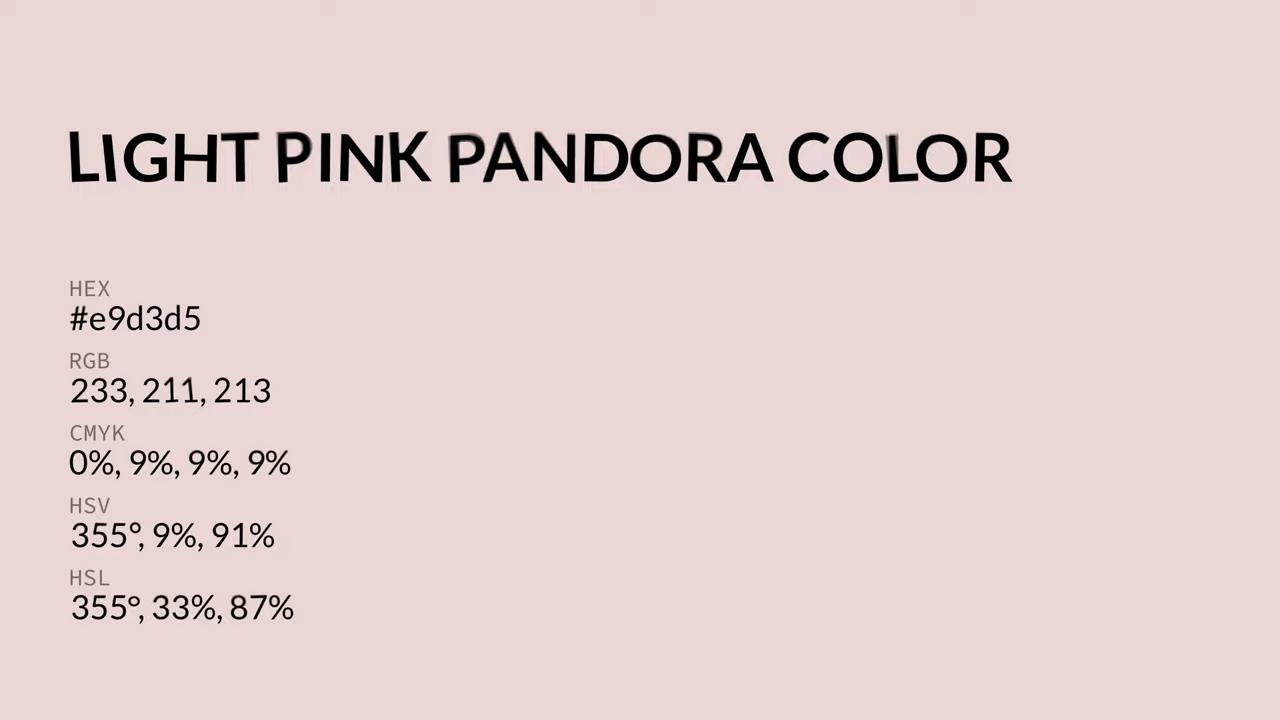 LIGHT PINK PANDORA COLOR
HEX
#e9d3d5
RGB
233, 211, 213
CMYK
0%, 9%, 9%, 9%
HSV
355°, 9%, 91%
HSL
355°, 33%, 87%